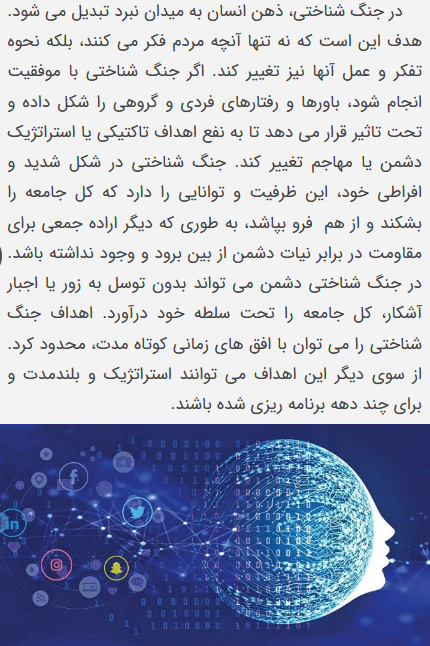 در جنگ شناختی، ذهن انسان به میدان نبرد تبدیل می شود.
هدف این است که نه تنها آنچه مردم فکر می کنند، بلکه نحوه
تفکر و عمل آنها نیز تغییر کند. اگر جنگ شناختی با موفقیت
انجام شود، باورها و رفتارهای فردی و گروهی را شکل داده و
تحت تاثیر قرار می دهد تا به نفع اهداف تاکتیکی یا استراتژیک
دشمن یا مهاجم تغییر کند. جنگ شناختی در شکل شدید و
افراطی خود، این ظرفیت و توانایی را دارد که کل جامعه را
بشکند و از هم فرو بپاشد، به طوری که دیگر اراده جمعی برای
مقاومت در برابر نیات دشمن از بین برود و وجود نداشته باشد.
در جنگ شناختی دشمن می تواند بدون توسل به زور یا اجبار
آشکار، کل جامعه را تحت سلطه خود درآورد. اهداف جنگ
شناختی را می توان با افق های زمانی کوتاه مدت، محدود کرد.
از سوی دیگر این اهداف می توانند استراتژیک و بلندمدت و
برای چند دهه برنامه ریزی شده باشند.